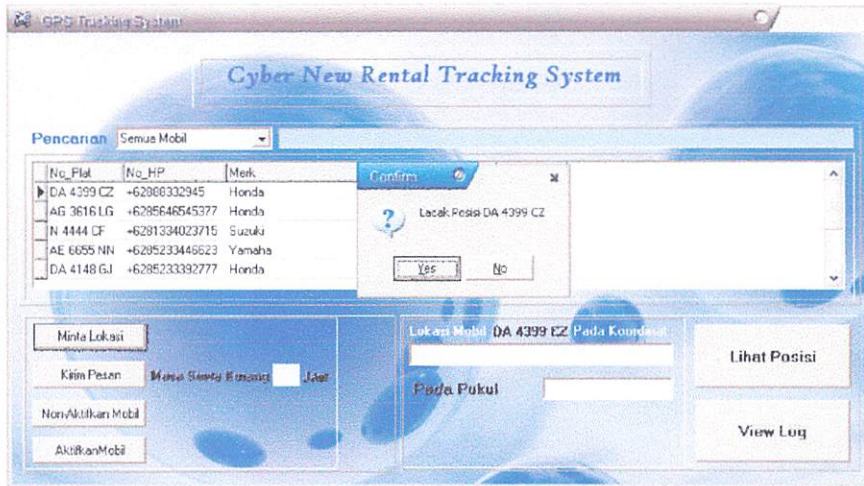 GPS Tracking System
Cyber New Rental Tracking System
Pencarian Semua Mobil
No_Plat No_HP Merk
DA 4399 CZ +62888332945 Honda
AG 3616 LG +6285646545377 Honda
N 4444 CF +6281334023715 Suzuki
AE 6655 NN +6285233446623 Yamaha
DA 4148 GJ +6285233392777 Honda
Confirm
Lacak Posisi DA 4399 CZ
Yes No
Minta Lokasi
Kirim Pesan Masa Sewa Kurang Jam
Non-Aktifkan Mobil
AktifkanMobil
Lokasi Mobil DA 4399 CZ Pada Koordinat
Pada Pukul
Lihat Posisi
View Log